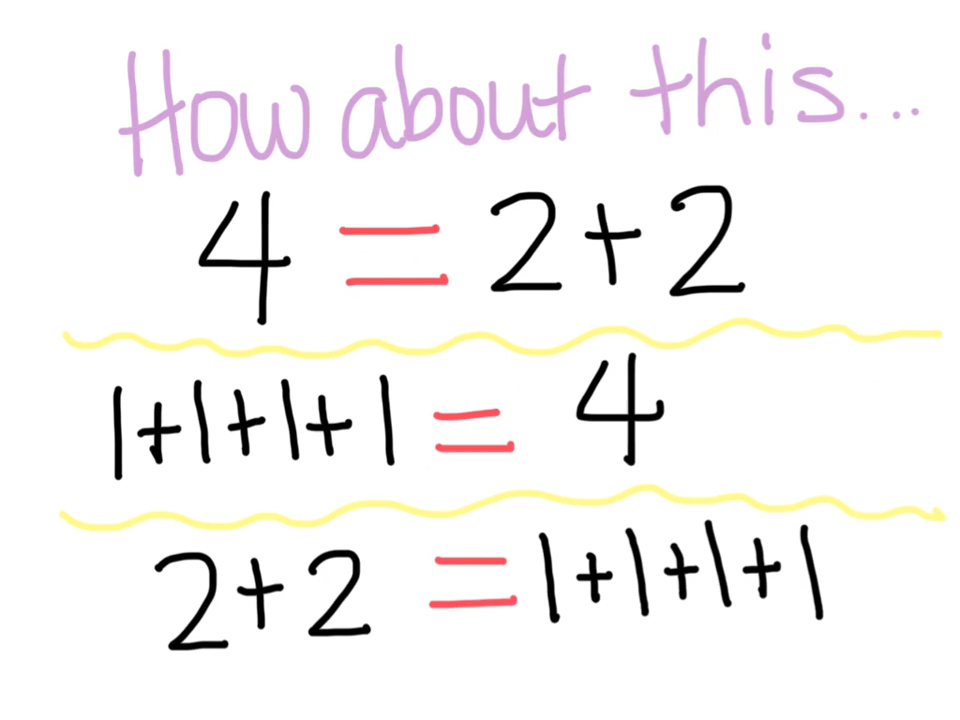 How about this...
4 = 2+2
1+1+1+1 = 4
2+2 = 1+1+1+1